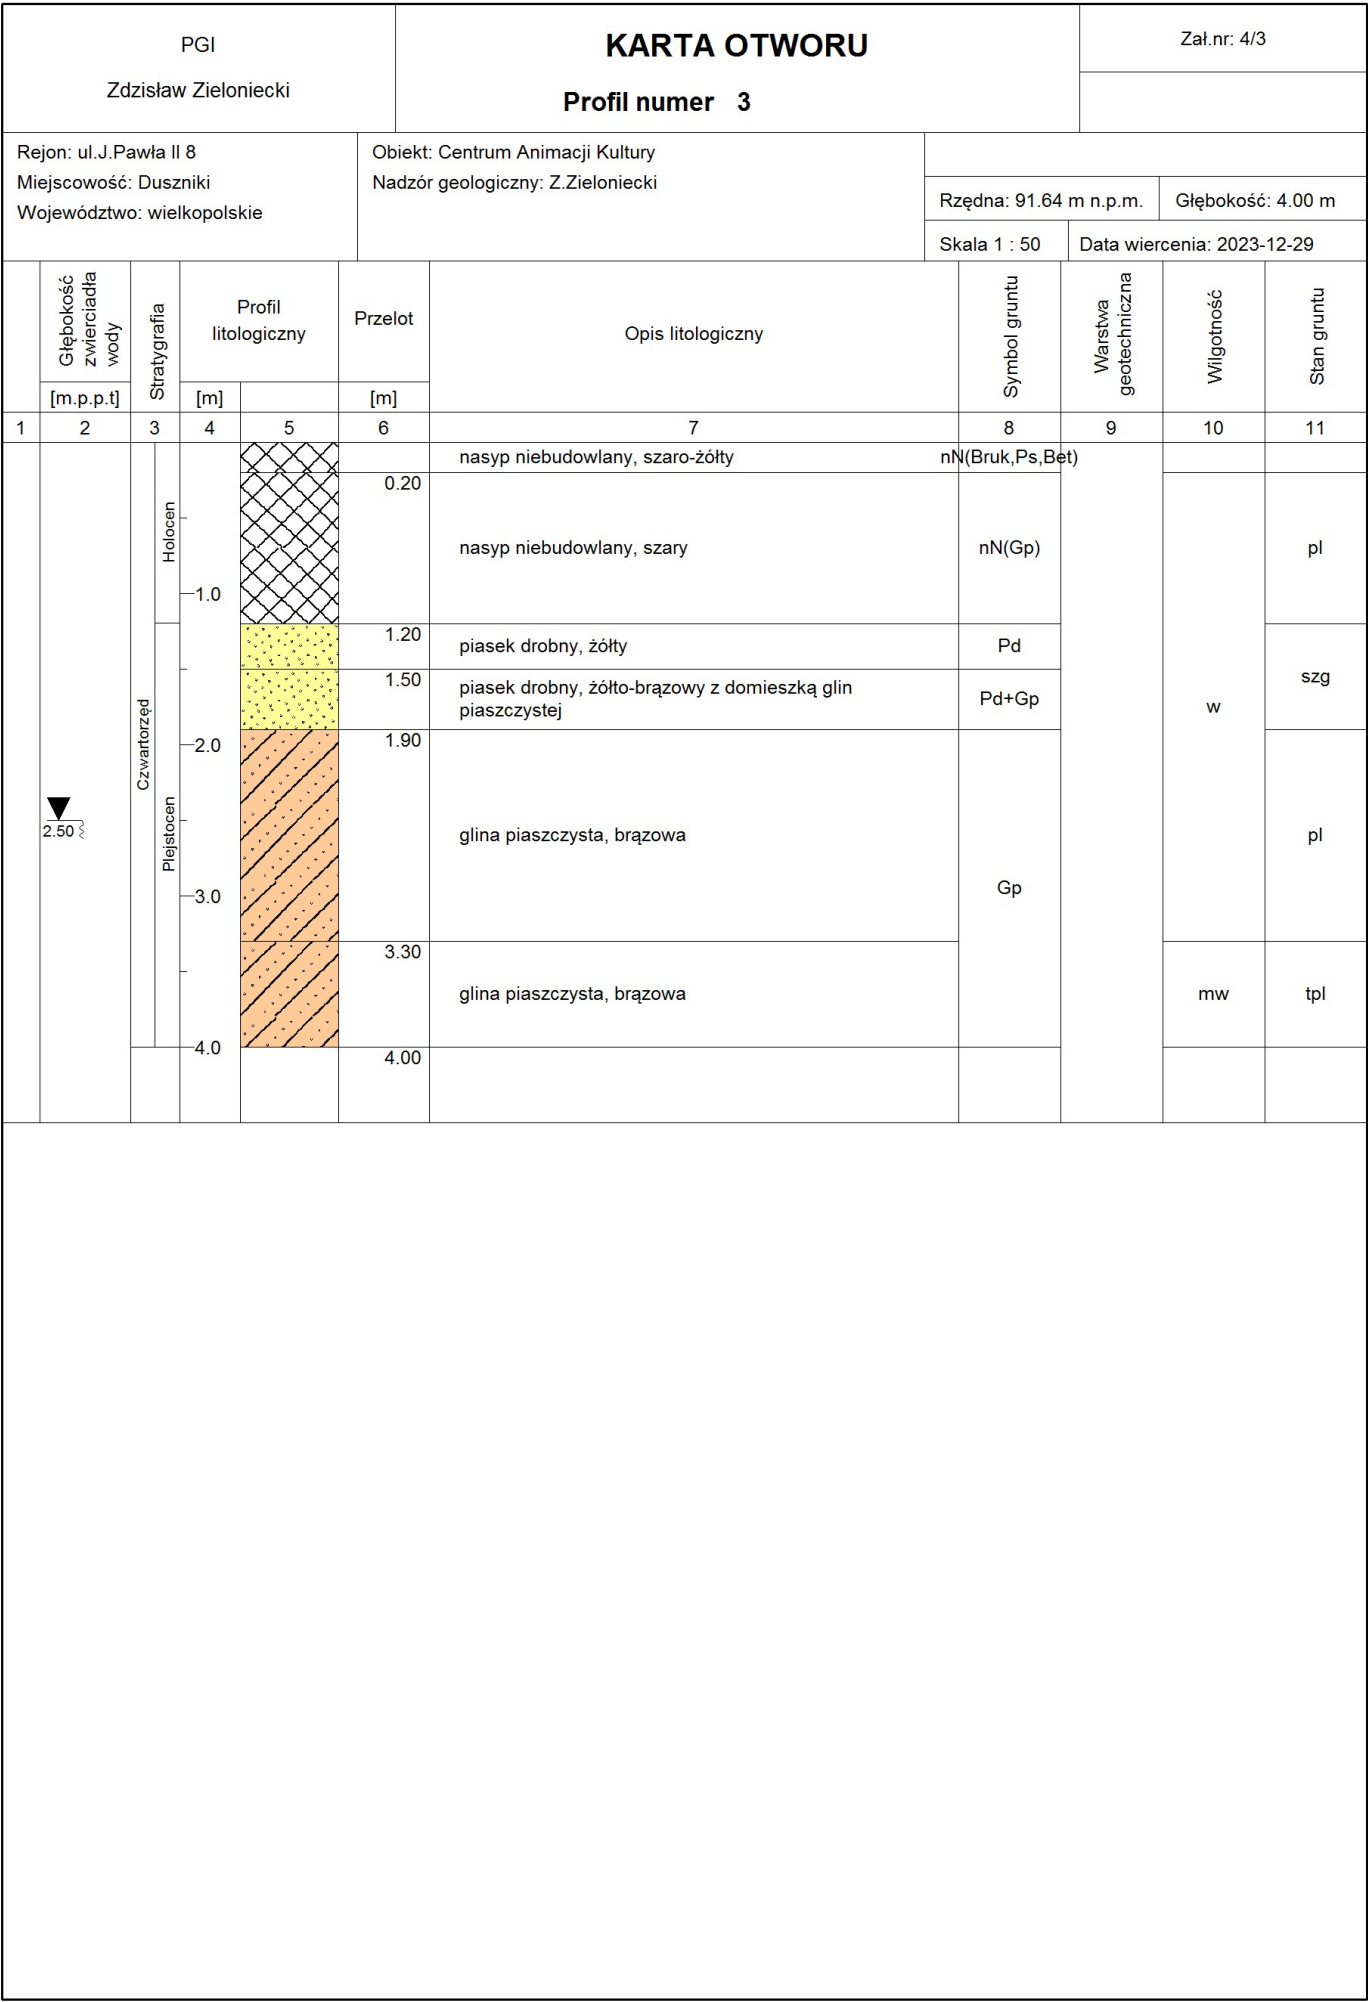 PGI
Zdzisław Zieloniecki
KARTA OTWORU
Profil numer 3
Zał.nr: 4/3
Rejon: ul.J.Pawła II 8
Miejscowość: Duszniki
Województwo: wielkopolskie
Obiekt: Centrum Animacji Kultury
Nadzór geologiczny: Z.Zieloniecki
Rzędna: 91.64 m n.p.m.
Głębokość: 4.00 m
Skala 1 : 50
Data wiercenia: 2023-12-29
Głębokość
zwierciadła
wody
[m.p.p.t]
Stratygrafia
Profil
litologiczny
[m]
Przelot
[m]
Opis litologiczny
Symbol gruntu
Warstwa
geotechniczna
Wilgotność
Stan gruntu
1 2 3 4 5 6 7 8 9 10 11
nasyp niebudowlany, szaro-żółty nN(Bruk,Ps,Bet)
0.20
Holocen
nasyp niebudowlany, szary nN(Gp) pl
1.0
1.20
piasek drobny, żółty Pd
1.50
szg
piasek drobny, żółto-brązowy z domieszką glin
piaszczystej
Pd+Gp
w
Czwartorzęd
2.0
1.90
2.50
Plejstocen
glina piaszczysta, brązowa pl
Gp
3.0
3.30
glina piaszczysta, brązowa mw tpl
4.0
4.00